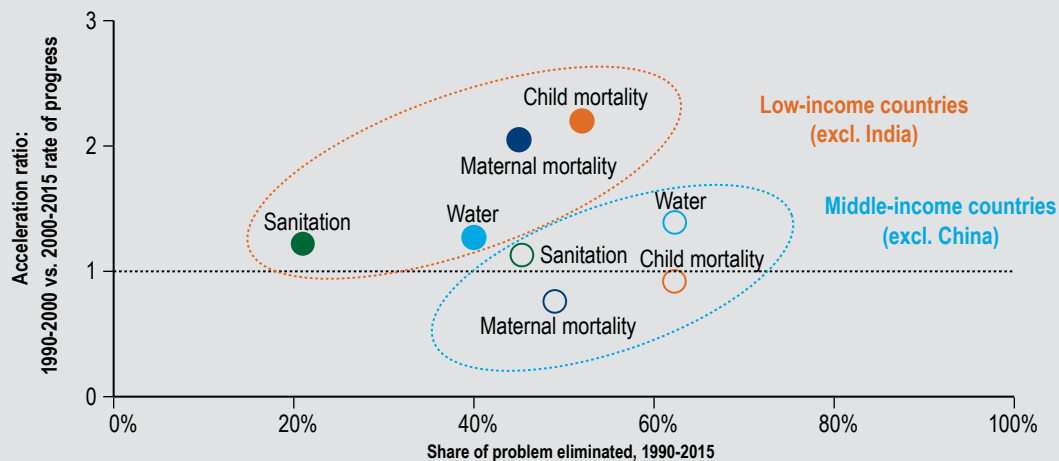 Acceleration ratio:
1990-2000 vs. 2000-2015 rate of progress
3
2
1
0
Child mortality
Maternal mortality
Sanitation
Water
Low-income countries
(excl. India)
Water
Middle-income countries
(excl. China)
Sanitation
Child mortality
Maternal mortality
0%
20%
40%
60%
80%
100%
Share of problem eliminated, 1990-2015